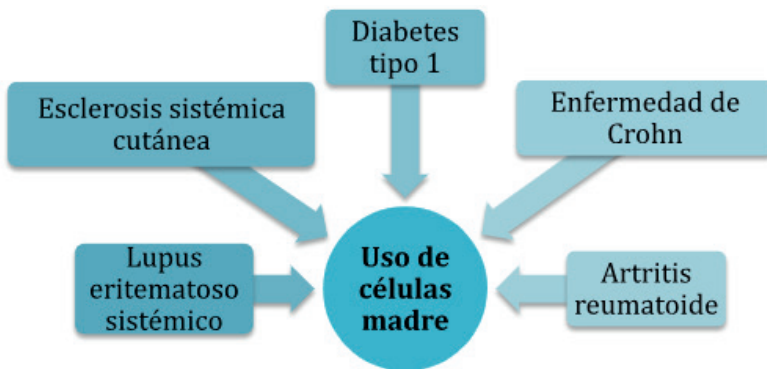 Diabetes
tipo 1
Esclerosis sistémica
cutánea
Enfermedad de
Crohn
Lupus
eritematoso
sistémico
Uso de
células
madre
Artritis
reumatoide